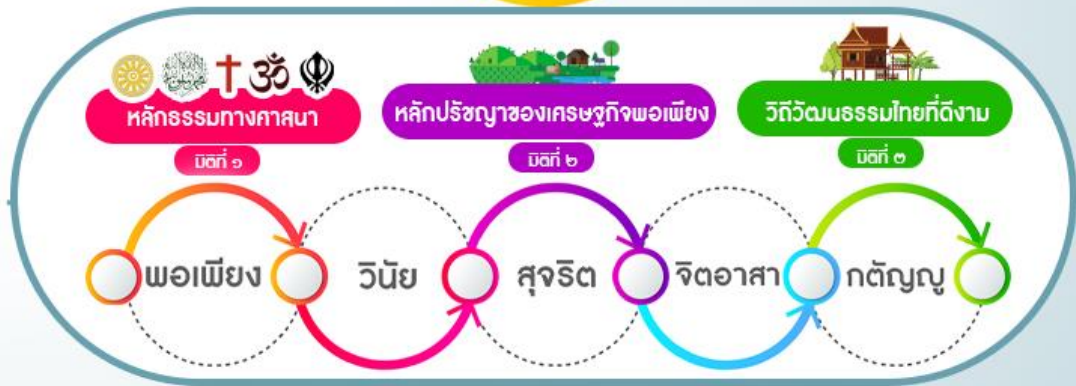 หลักธรรมทางศาสนา
หลักปรัชญาของเศรษฐกิจพอเพียง
วิถีวัฒนธรรมไทยที่ดีงาม
มิติที่ ๑
มิติที่ ๒
มิติที่ ๓
พอเพียง
วินัย
สุจริต
จิตอาสา
กตัญญู